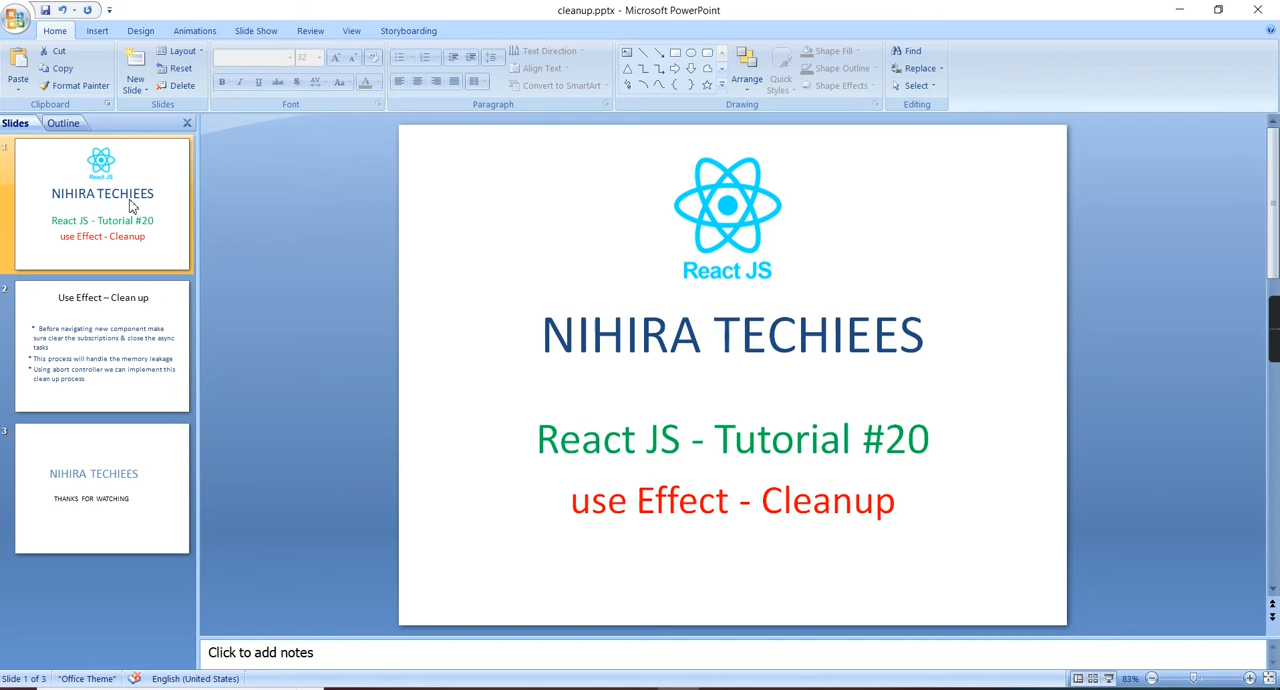 cleanup.pptx - Microsoft PowerPoint
Home Insert Design Animations Slide Show Review View Storyboarding
Cut Layout 32 Text Direction Shape Fill Find
Copy Reset Align Text Shape Outline Replace
Paste New Slide Arrange Quick Styles
Format Painter Delete Convert to SmartArt Shape Effects Select
Clipboard Slides Font Paragraph Drawing Editing
Slides Outline
1
React JS
NIHIRA TECHIEES
React JS - Tutorial #20
use Effect - Cleanup
2
Use Effect – Clean up
• Before navigating new component make
sure clear the subscriptions & close the async
tasks
• This process will handle the memory leakage
• Using abort controller we can implement this
clean up process
3
NIHIRA TECHIEES
THANKS FOR WATCHING
React JS
NIHIRA TECHIEES
React JS - Tutorial #20
use Effect - Cleanup
Click to add notes
Slide 1 of 3 "Office Theme" English (United States) 83%